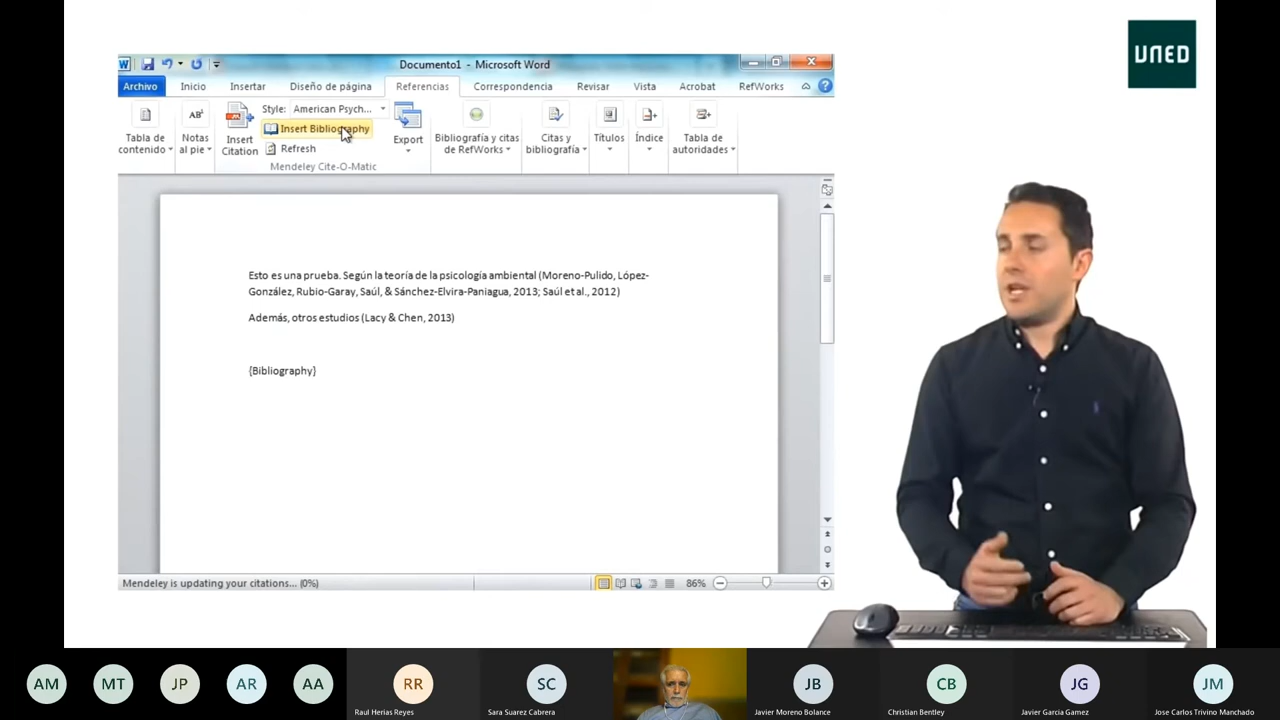 UNED
Documento1 - Microsoft Word
Archivo Inicio Insertar Diseño de página Referencias Correspondencia Revisar Vista Acrobat RefWorks
Tabla de contenido
AB¹ Notas al pie
Insert Citation
Style: American Psych...
Insert Bibliography
Refresh
Export
Mendeley Cite-O-Matic
Bibliografía y citas de RefWorks
Citas y bibliografía
Títulos
Índice
Tabla de autoridades
Esto es una prueba. Según la teoría de la psicología ambiental (Moreno-Pulido, López-
González, Rubio-Garay, Saúl, & Sánchez-Elvira-Paniagua, 2013; Saúl et al., 2012)
Además, otros estudios (Lacy & Chen, 2013)
{Bibliography}
Mendeley is updating your citations... (0%)
86%
AM MT JP AR AA RR SC JB CB JG JM
Raul Herias Reyes Sara Suarez Cabrera Javier Moreno Bolance Christian Bentley Javier Garcia Gamez Jose Carlos Trivino Manchado